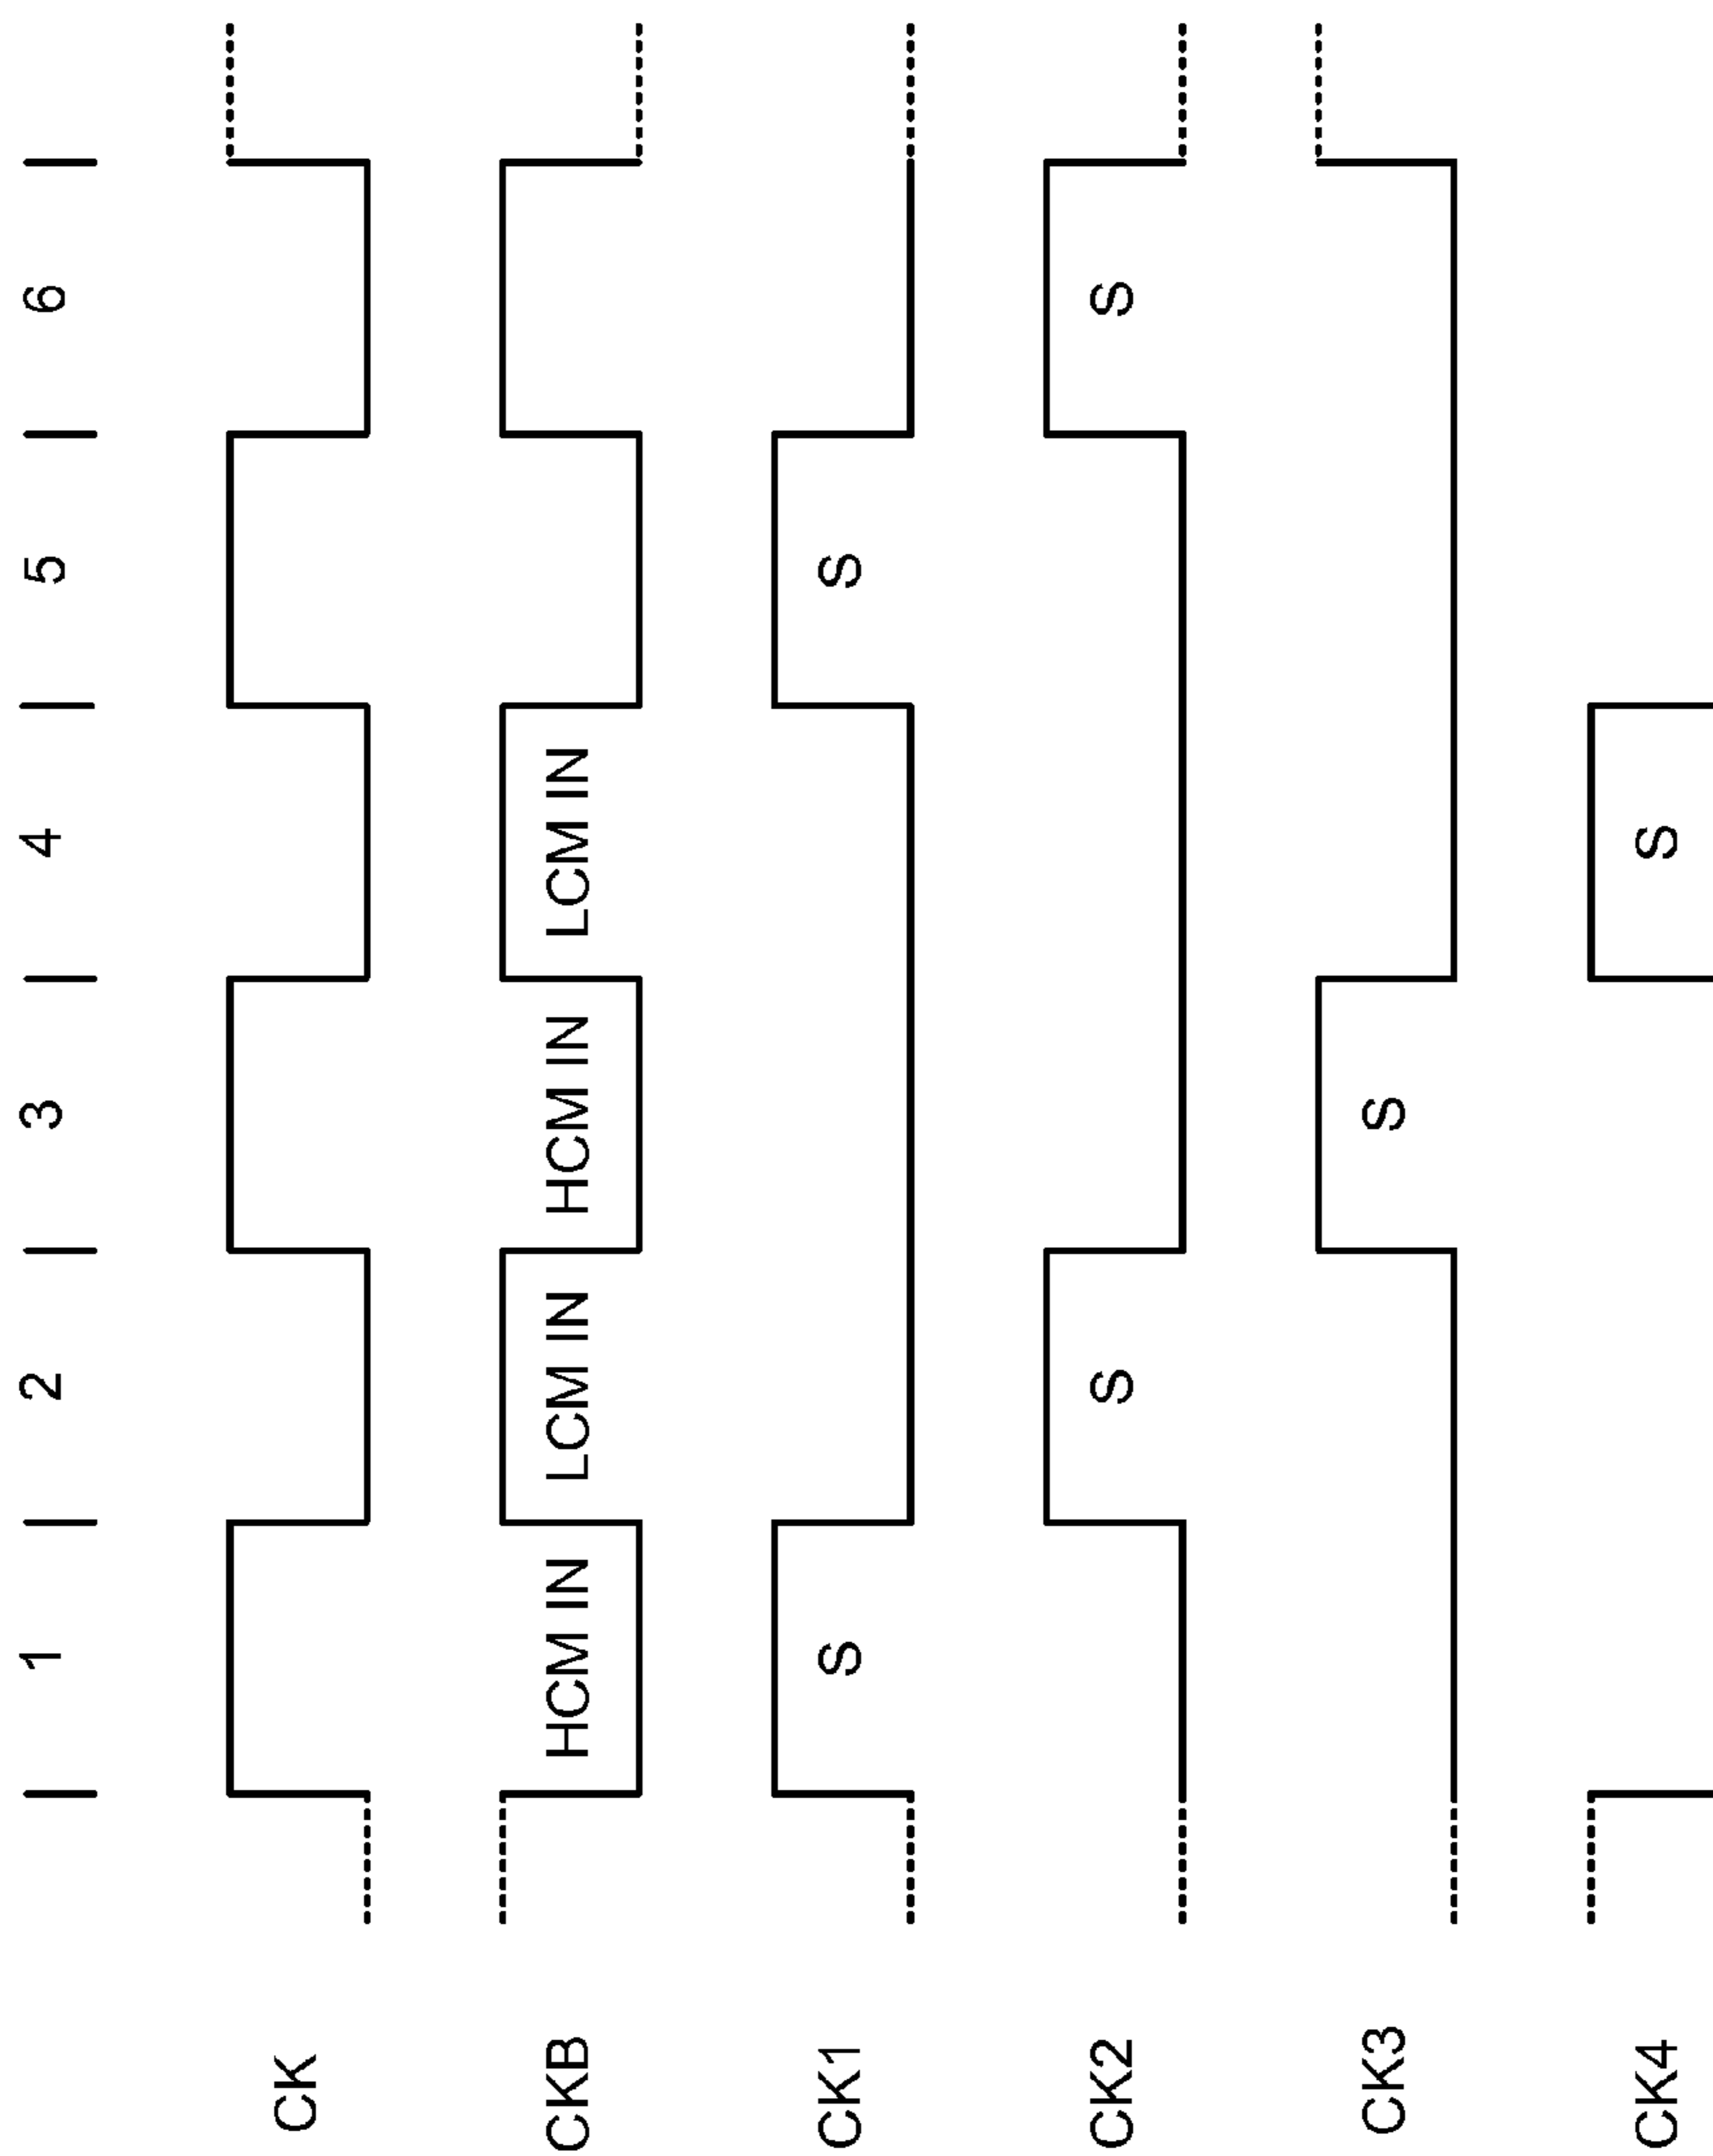 1 2 3 4 5 6
CK
CKB HCM IN LCM IN HCM IN LCM IN
CK1 S S
CK2 S S
CK3 S
CK4 S